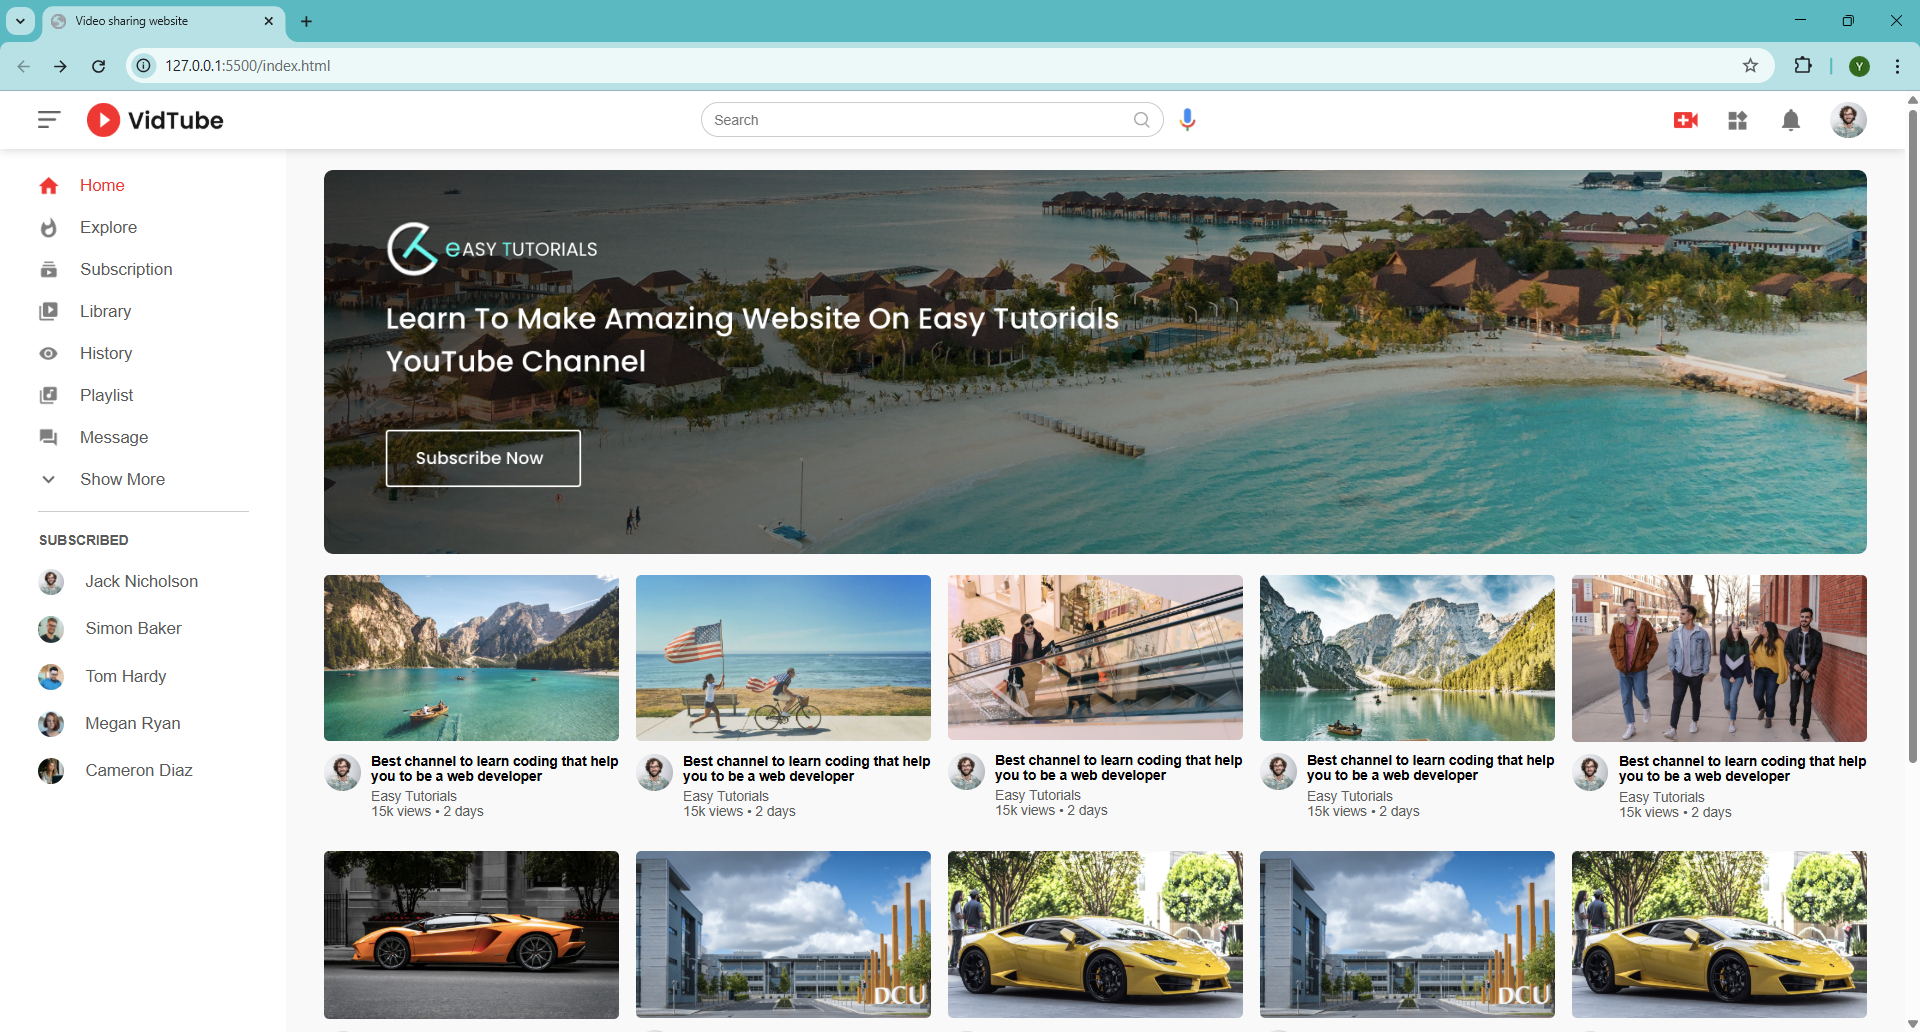 Video sharing website
127.0.0.1:5500/index.html
Y
VidTube
Search
Home
Explore
Subscription
Library
History
Playlist
Message
Show More
SUBSCRIBED
Jack Nicholson
Simon Baker
Tom Hardy
Megan Ryan
Cameron Diaz
eASY TUTORIALS
Learn To Make Amazing Website On Easy Tutorials
YouTube Channel
Subscribe Now
Best channel to learn coding that help
you to be a web developer
Easy Tutorials
15k views • 2 days
Best channel to learn coding that help
you to be a web developer
Easy Tutorials
15k views • 2 days
Best channel to learn coding that help
you to be a web developer
Easy Tutorials
15k views • 2 days
Best channel to learn coding that help
you to be a web developer
Easy Tutorials
15k views • 2 days
Best channel to learn coding that help
you to be a web developer
Easy Tutorials
15k views • 2 days
DCU
DCU